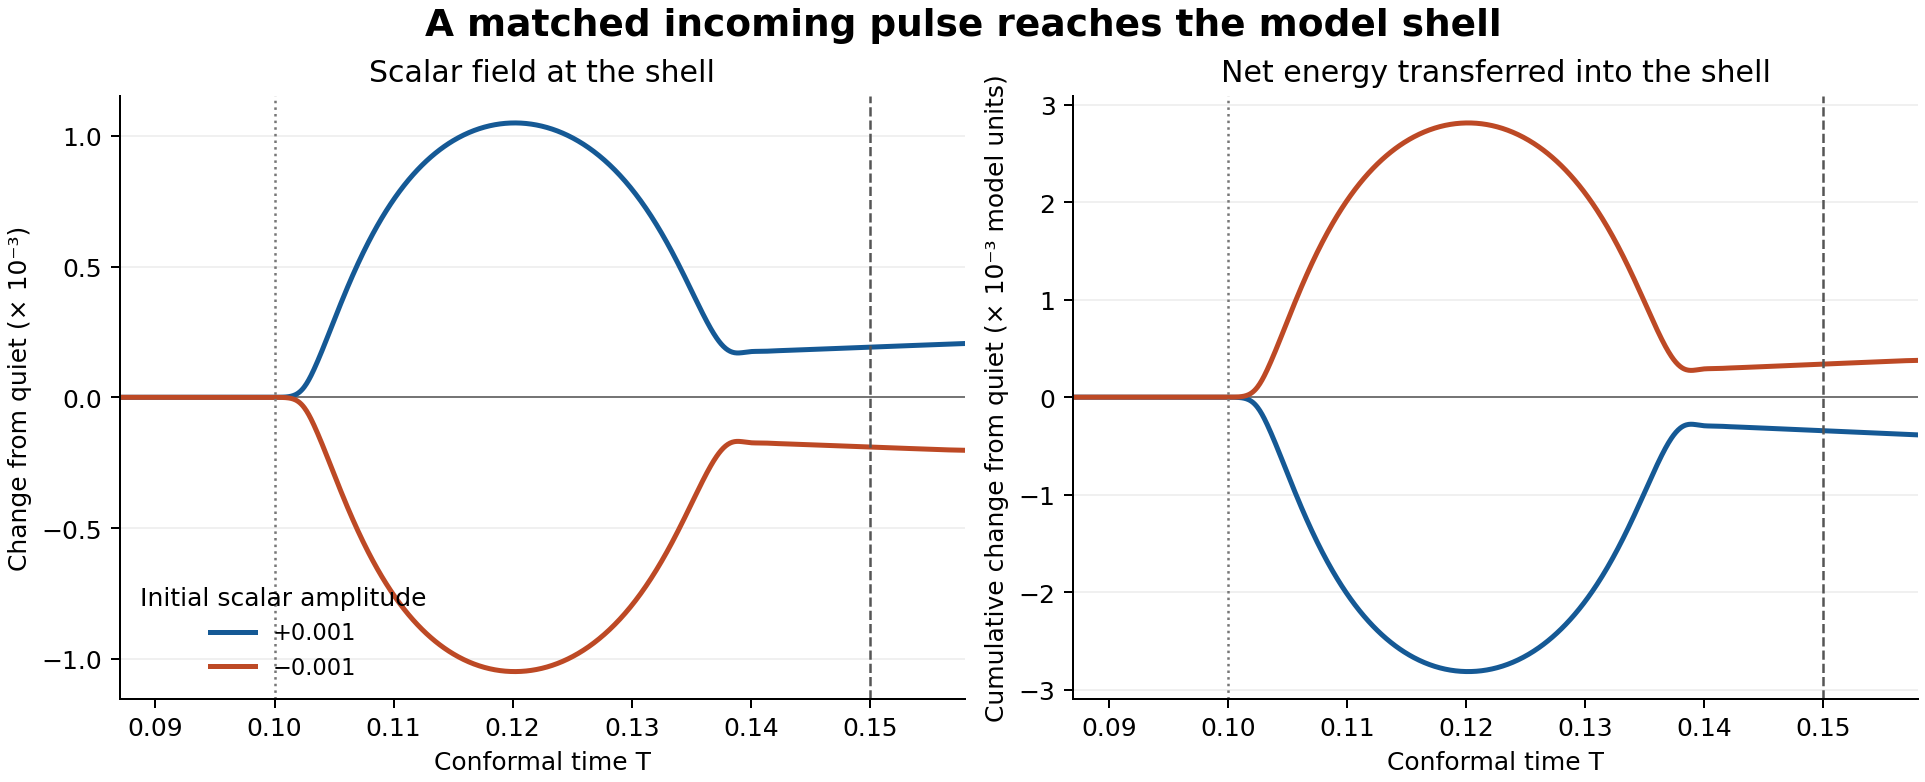 A matched incoming pulse reaches the model shell
Scalar field at the shell
Change from quiet (× 10⁻³)
1.0
0.5
0.0
−0.5
−1.0
Initial scalar amplitude
+0.001
−0.001
0.09 0.10 0.11 0.12 0.13 0.14 0.15
Conformal time T
Net energy transferred into the shell
Cumulative change from quiet (× 10⁻³ model units)
3
2
1
0
−1
−2
−3
0.09 0.10 0.11 0.12 0.13 0.14 0.15
Conformal time T